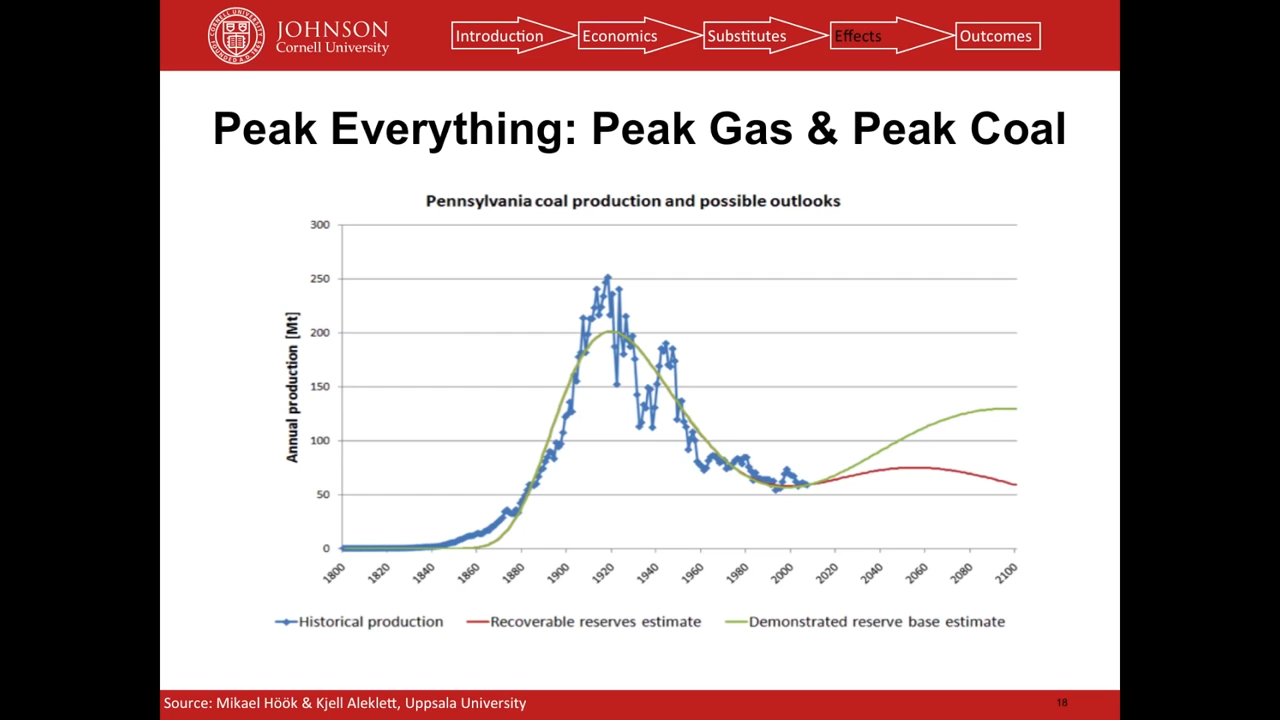 JOHNSON
Cornell University
Introduction
Economics
Substitutes
Effects
Outcomes
Peak Everything: Peak Gas & Peak Coal
Pennsylvania coal production and possible outlooks
Annual production [Mt]
300
250
200
150
100
50
0
1800 1820 1840 1860 1880 1900 1920 1940 1960 1980 2000 2020 2040 2060 2080 2100
Historical production Recoverable reserves estimate Demonstrated reserve base estimate
Source: Mikael Höök & Kjell Aleklett, Uppsala University
18